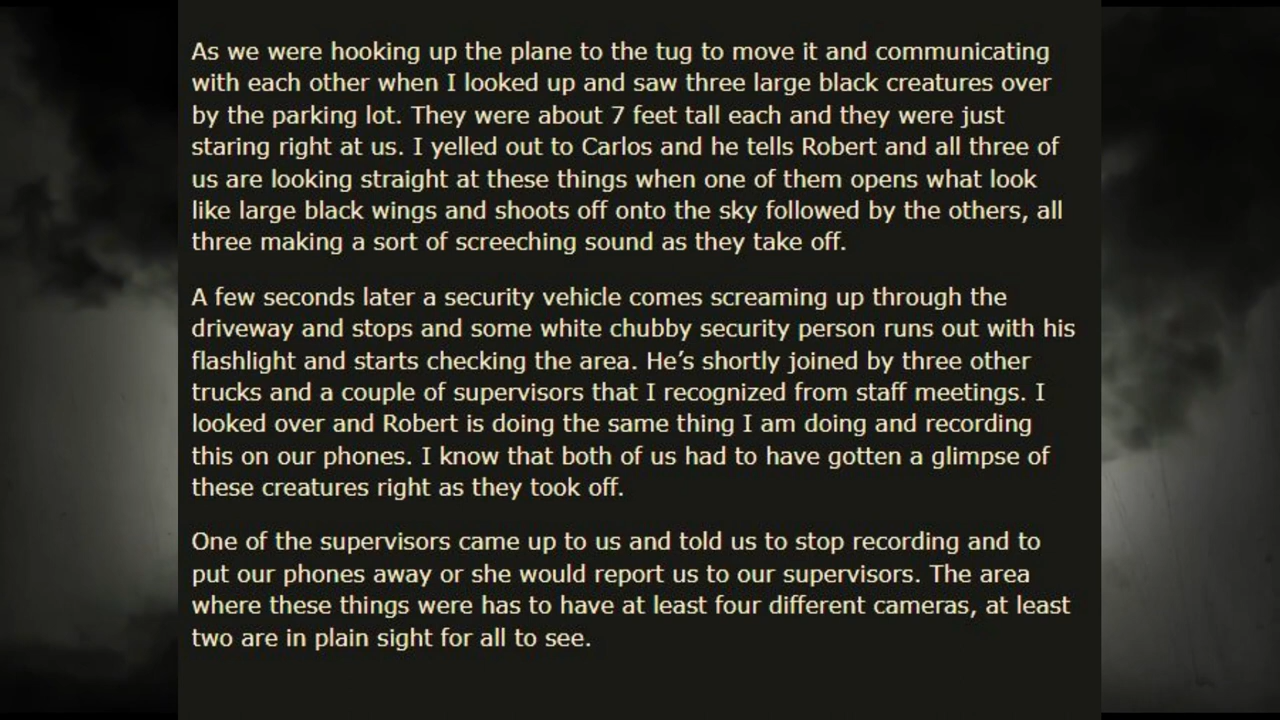 As we were hooking up the plane to the tug to move it and communicating
with each other when I looked up and saw three large black creatures over
by the parking lot. They were about 7 feet tall each and they were just
staring right at us. I yelled out to Carlos and he tells Robert and all three of
us are looking straight at these things when one of them opens what look
like large black wings and shoots off onto the sky followed by the others, all
three making a sort of screeching sound as they take off.
A few seconds later a security vehicle comes screaming up through the
driveway and stops and some white chubby security person runs out with his
flashlight and starts checking the area. He’s shortly joined by three other
trucks and a couple of supervisors that I recognized from staff meetings. I
looked over and Robert is doing the same thing I am doing and recording
this on our phones. I know that both of us had to have gotten a glimpse of
these creatures right as they took off.
One of the supervisors came up to us and told us to stop recording and to
put our phones away or she would report us to our supervisors. The area
where these things were has to have at least four different cameras, at least
two are in plain sight for all to see.